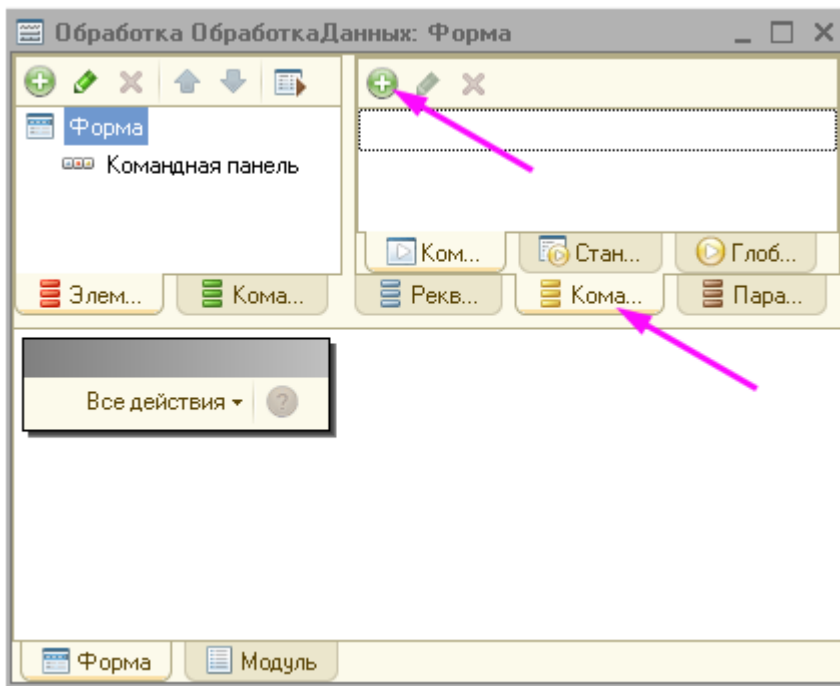 Обработка ОбработкаДанных: Форма
Форма
Командная панель
Элем...
Кома...
Ком...
Стан...
Глоб...
Рекв...
Кома...
Пара...
Все действия
?
Форма
Модуль